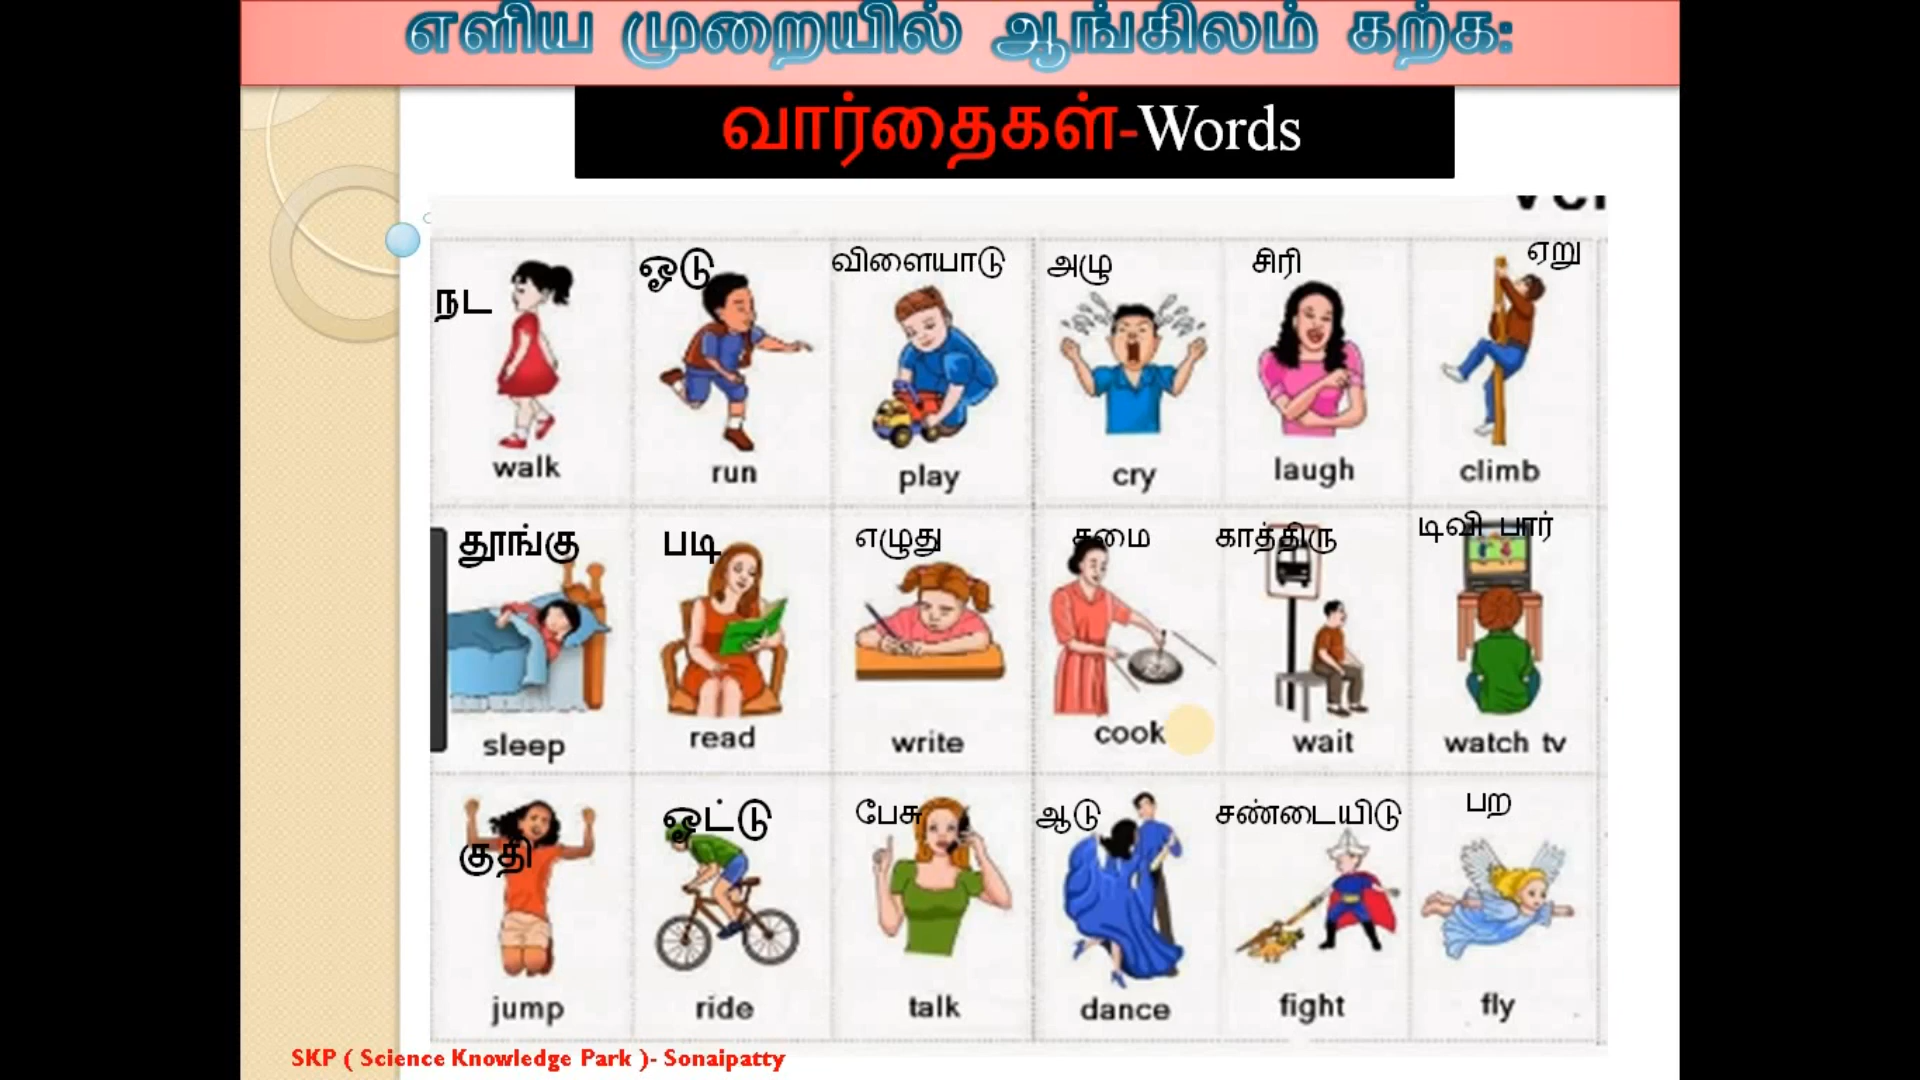 எளிய முறையில் ஆங்கிலம் கற்க:
வார்தைகள்-Words
நட ஓடு விளையாடு அழு சிரி ஏறு
walk run play cry laugh climb
தூங்கு படி எழுது சமை காத்திரு டிவி பார்
sleep read write cook wait watch tv
குதி ஓட்டு பேசு ஆடு சண்டையிடு பற
jump ride talk dance fight fly
SKP ( Science Knowledge Park )- Sonaipatty